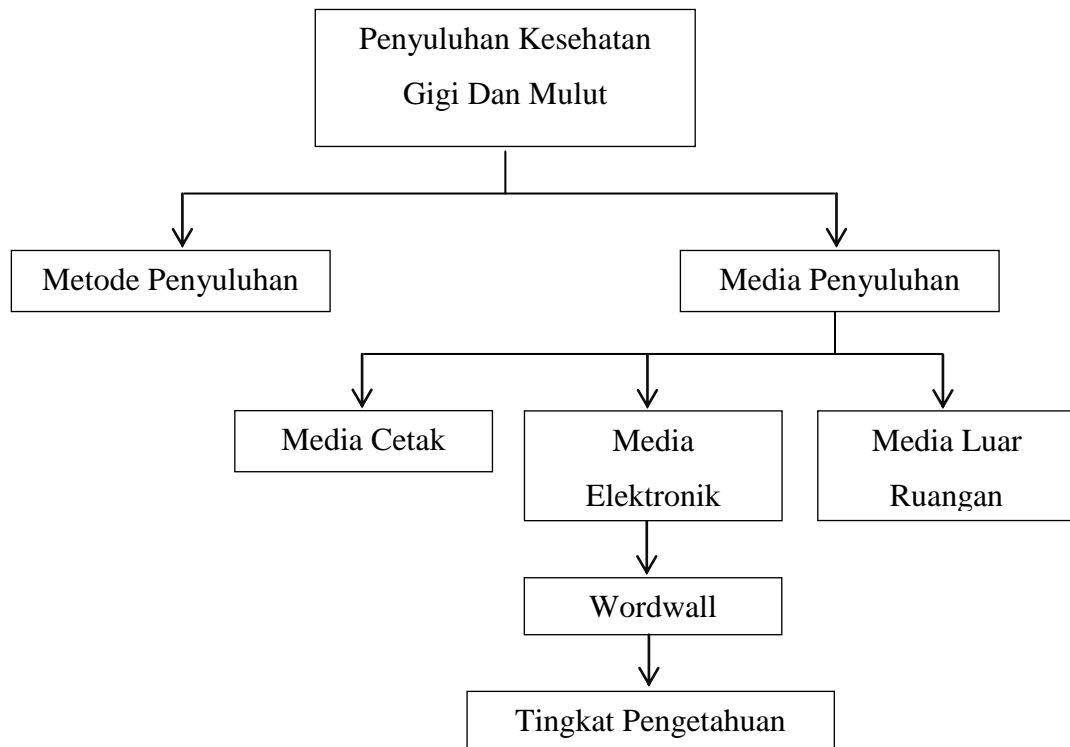 Penyuluhan Kesehatan
Gigi Dan Mulut
Metode Penyuluhan
Media Penyuluhan
Media Cetak
Media
Elektronik
Media Luar
Ruangan
Wordwall
Tingkat Pengetahuan